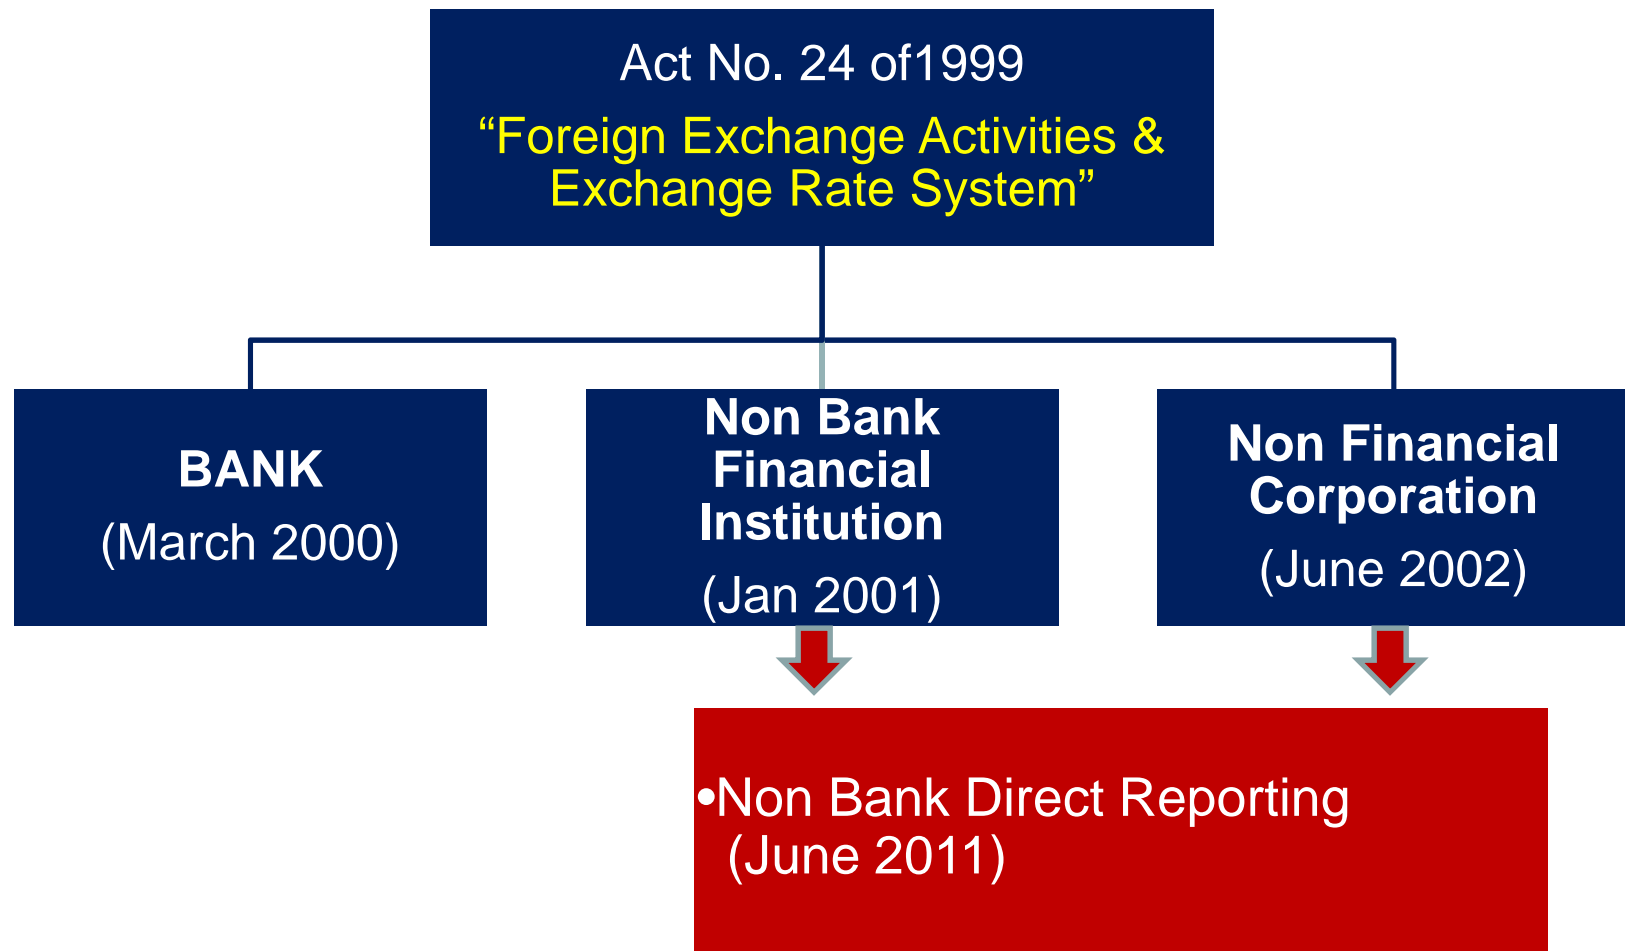 Act No. 24 of1999
“Foreign Exchange Activities &
Exchange Rate System”
BANK
(March 2000)
Non Bank
Financial
Institution
(Jan 2001)
Non Financial
Corporation
(June 2002)
•Non Bank Direct Reporting
(June 2011)